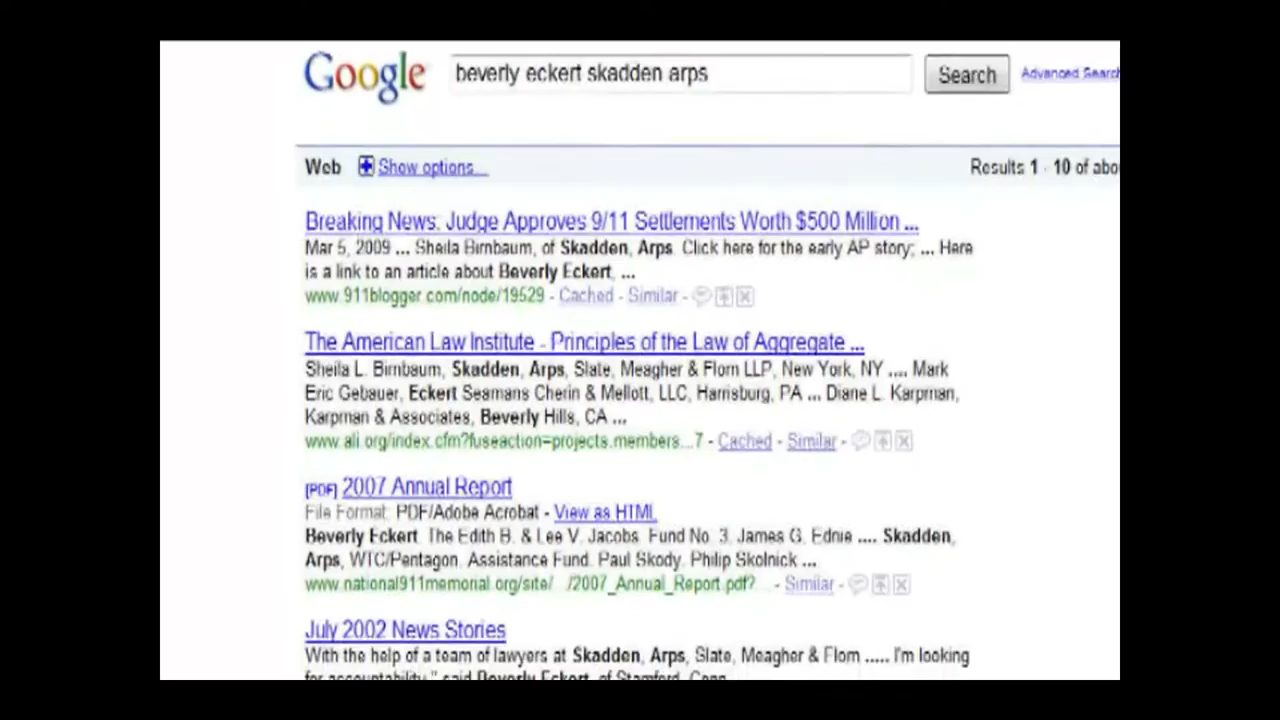 Google beverly eckert skadden arps Search Advanced Search
Web Show options... Results 1 - 10 of abo
Breaking News: Judge Approves 9/11 Settlements Worth $500 Million ...
Mar 5, 2009 ... Sheila Birnbaum, of Skadden, Arps. Click here for the early AP story; ... Here
is a link to an article about Beverly Eckert, ...
www.911blogger.com/node/19529 - Cached - Similar -
The American Law Institute - Principles of the Law of Aggregate ...
Sheila L. Birnbaum, Skadden, Arps, Slate, Meagher & Flom LLP, New York, NY .... Mark
Eric Gebauer, Eckert Seamans Cherin & Mellott, LLC, Harrisburg, PA ... Diane L. Karpman,
Karpman & Associates, Beverly Hills, CA ...
www.ali.org/index.cfm?fuseaction=projects.members...7 - Cached - Similar -
[PDF] 2007 Annual Report
File Format: PDF/Adobe Acrobat - View as HTML
Beverly Eckert. The Edith B. & Lee V. Jacobs. Fund No. 3. James G. Ednie .... Skadden,
Arps, WTC/Pentagon. Assistance Fund. Paul Skody. Philip Skolnick ...
www.national911memorial.org/site/.../2007_Annual_Report.pdf?... - Similar -
July 2002 News Stories
With the help of a team of lawyers at Skadden, Arps, Slate, Meagher & Flom ..... I'm looking
for accountability," said Beverly Eckert, of Stamford, Conn.